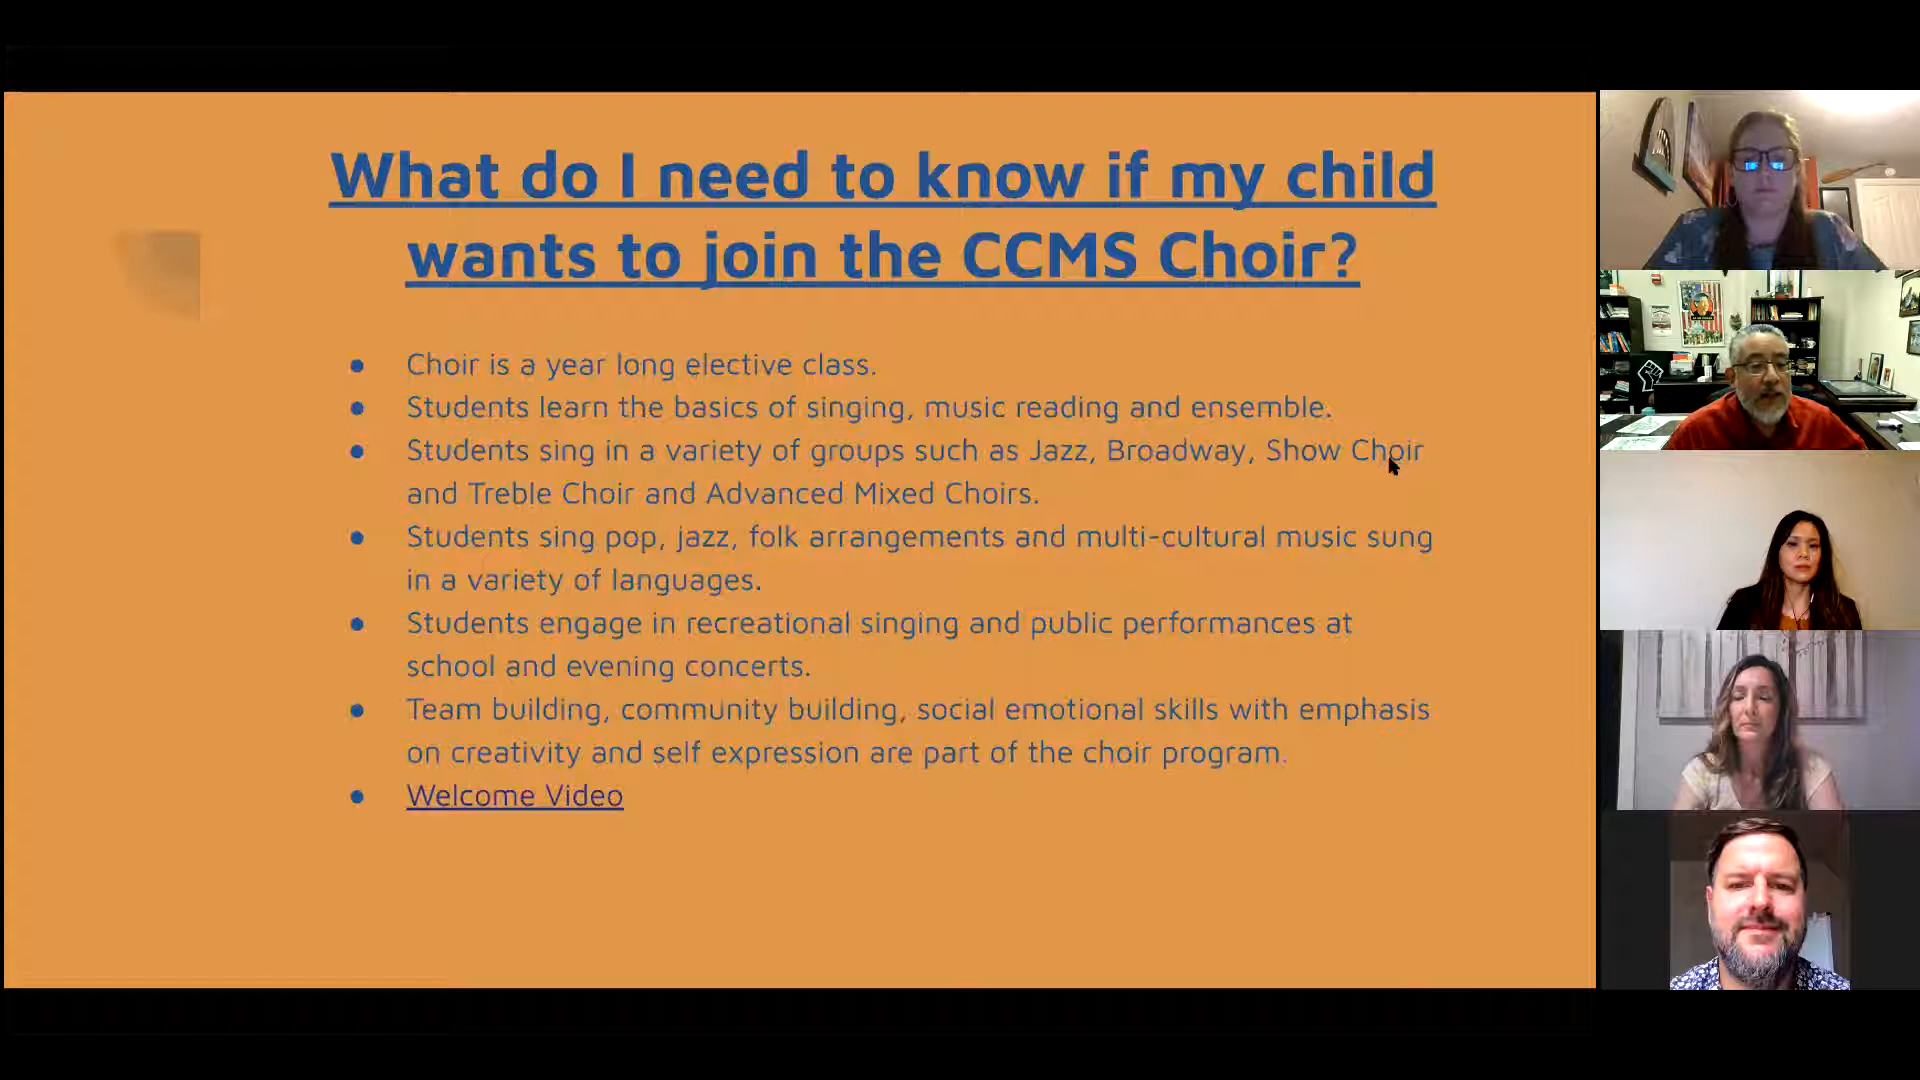 What do I need to know if my child
wants to join the CCMS Choir?
● Choir is a year long elective class.
● Students learn the basics of singing, music reading and ensemble.
● Students sing in a variety of groups such as Jazz, Broadway, Show Choir
and Treble Choir and Advanced Mixed Choirs.
● Students sing pop, jazz, folk arrangements and multi-cultural music sung
in a variety of languages.
● Students engage in recreational singing and public performances at
school and evening concerts.
● Team building, community building, social emotional skills with emphasis
on creativity and self expression are part of the choir program.
● Welcome Video